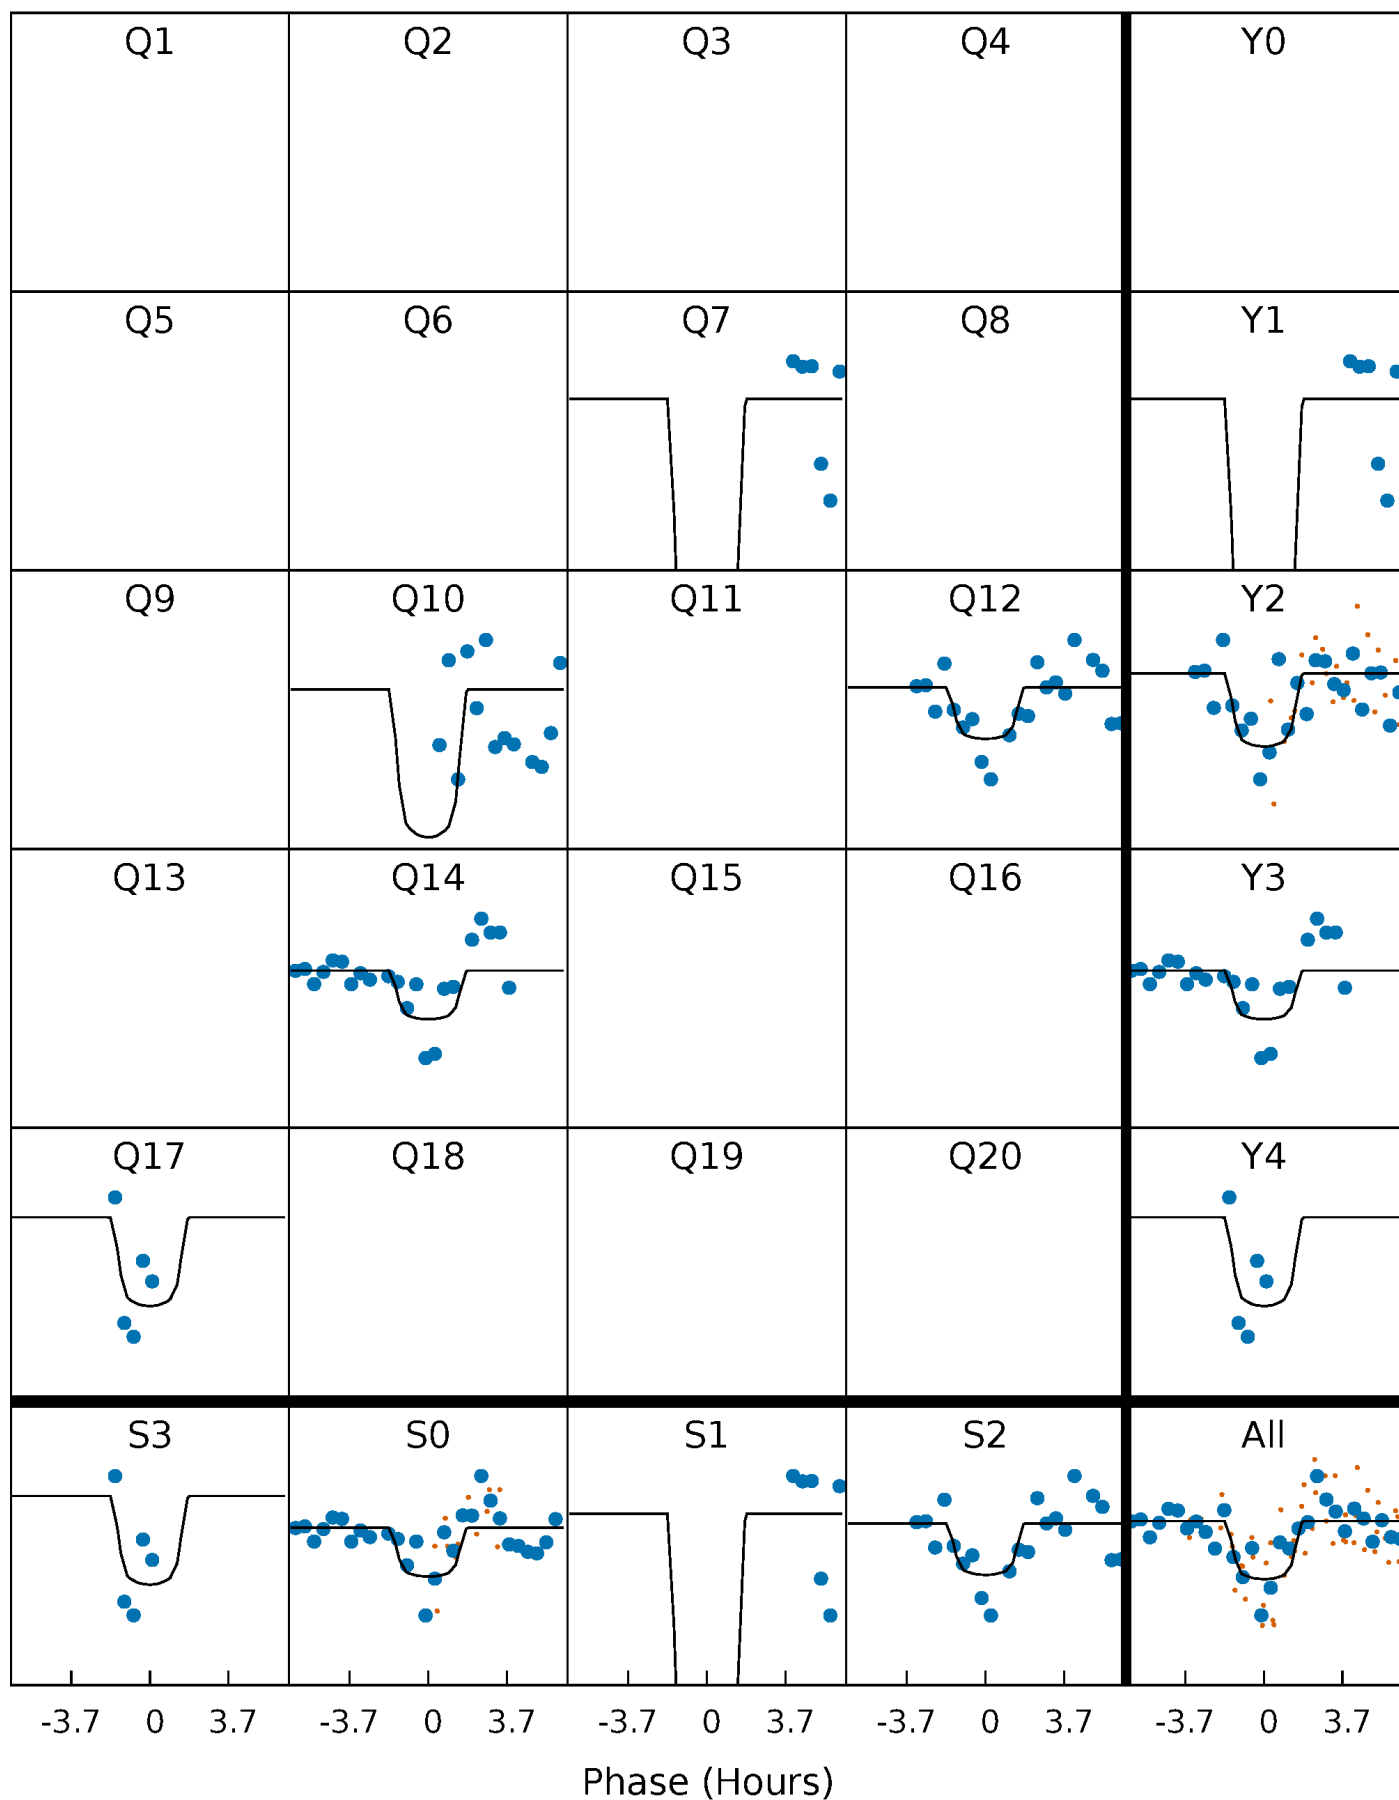 Q1 Q2 Q3 Q4 Y0
Q5 Q6 Q7 Q8 Y1
Q9 Q10 Q11 Q12 Y2
Q13 Q14 Q15 Q16 Y3
Q17 Q18 Q19 Q20 Y4
S3 S0 S1 S2 All
-3.7 0 3.7 -3.7 0 3.7 -3.7 0 3.7 -3.7 0 3.7 -3.7 0 3.7
Phase (Hours)